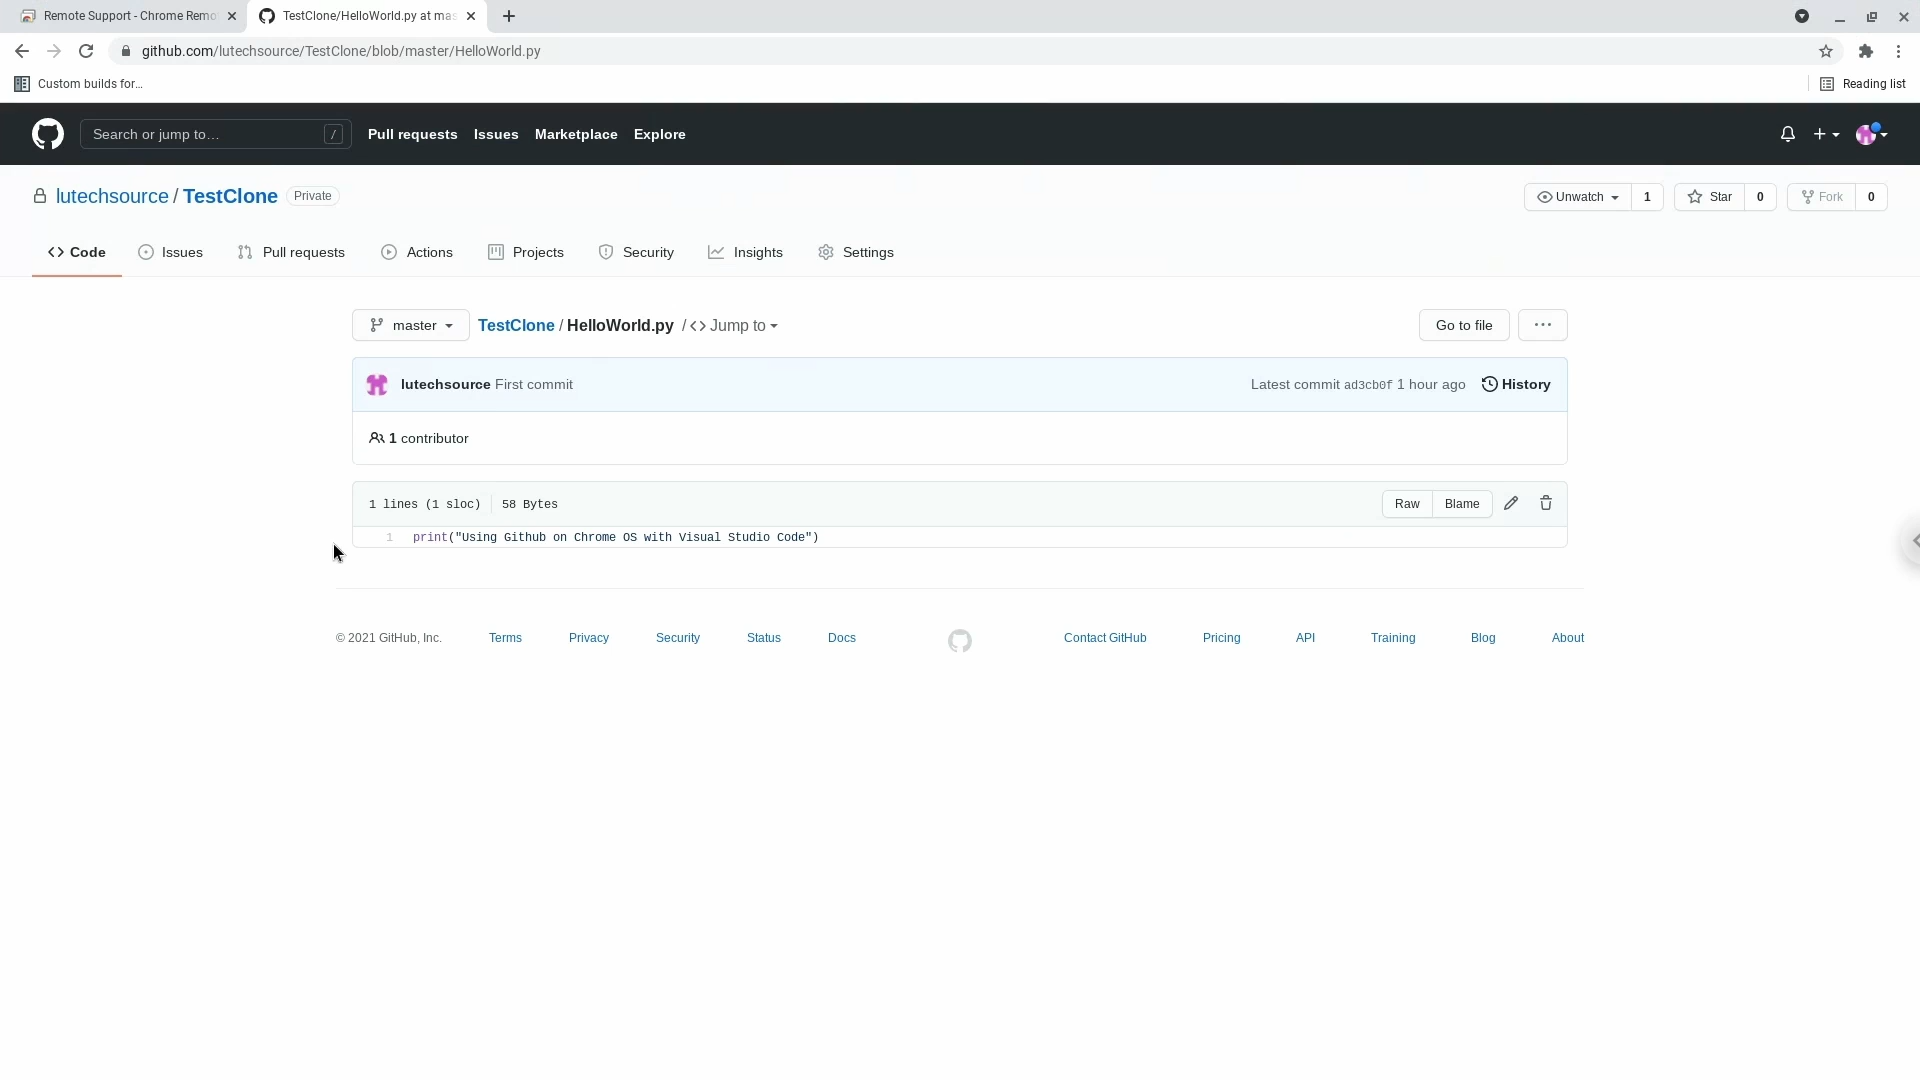 Remote Support - Chrome Remo
TestClone/HelloWorld.py at mas
github.com/lutechsource/TestClone/blob/master/HelloWorld.py
Custom builds for...
Reading list
Search or jump to...
/
Pull requests
Issues
Marketplace
Explore
lutechsource / TestClone
Private
Unwatch
1
Star
0
Fork
0
Code
Issues
Pull requests
Actions
Projects
Security
Insights
Settings
master
TestClone / HelloWorld.py / <> Jump to
Go to file
...
lutechsource First commit
Latest commit ad3cb0f 1 hour ago
History
1 contributor
1 lines (1 sloc)
58 Bytes
Raw
Blame
1
print("Using Github on Chrome OS with Visual Studio Code")
© 2021 GitHub, Inc.
Terms
Privacy
Security
Status
Docs
Contact GitHub
Pricing
API
Training
Blog
About